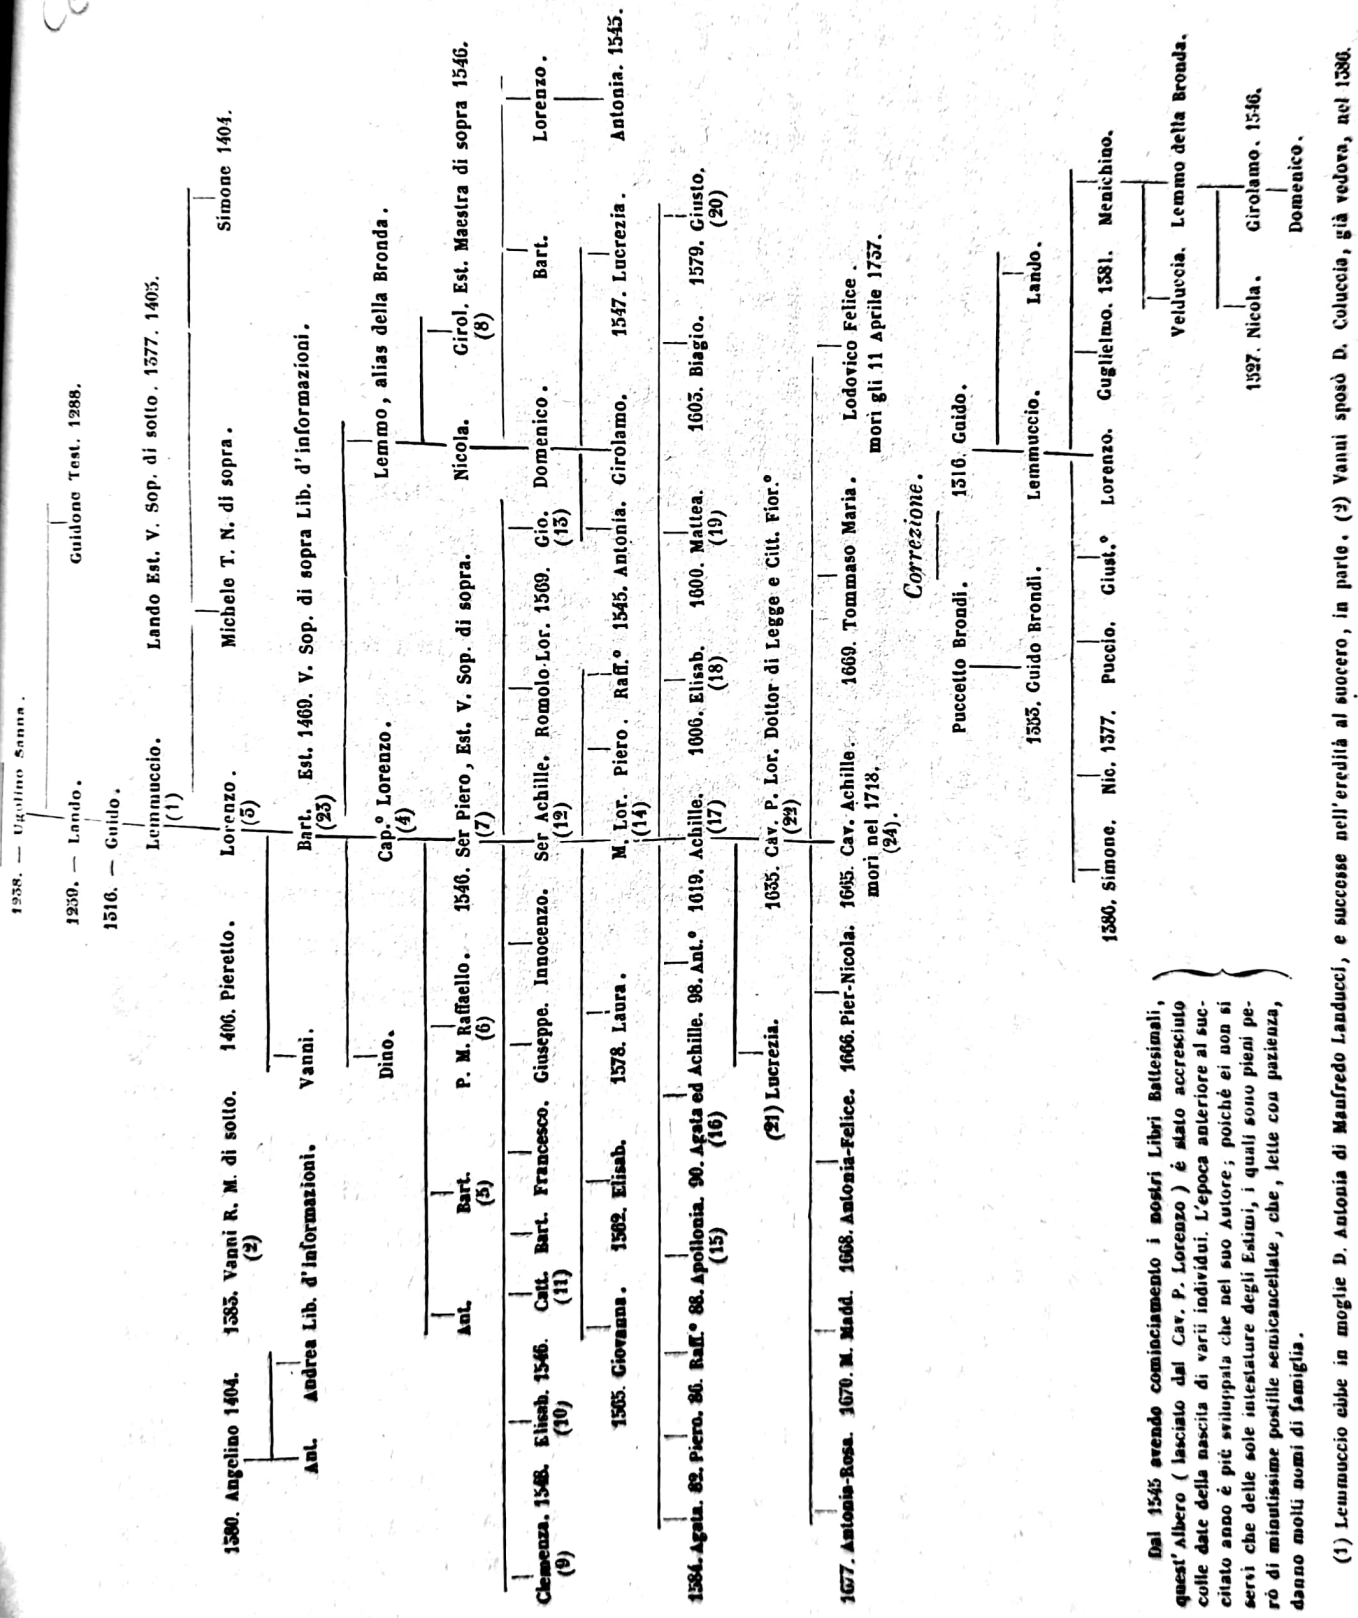 1238. — Ugolino Sanna.
1239. — Lando. Guidone Test. 1288.
1316. — Guido.
Lemmuccio. Lando Est. V. Sop. di sotto. 1377. 1405.
(1)
1380. Angelino 1404. 1383. Vanni R. M. di sotto. 1406. Pieretto. Lorenzo. Michele T. N. di sopra. Simone 1404.
(2) (3)
Ant. Andrea Lib. d'informazioni. Vanni. Bart. Est. 1469. V. Sop. di sopra Lib. d'informazioni.
(23)
Dino. Cap.º Lorenzo. Lemmo, alias della Bronda.
(4)
Ant. Bart. P. M. Raffaello. 1546. Ser Piero, Est. V. Sop. di sopra. Nicola. Girol. Est. Maestra di sopra 1546.
(5) (6) (7) (8)
Clemenza. 1548. Elisab. 1546. Catt. Bart. Francesco. Giuseppe. Innocenzo. Ser Achille. Romolo-Lor. 1569. Gio. Domenico. Bart. Lorenzo.
(9) (10) (11) (12) (13)
1565. Giovanna. 1562. Elisab. 1578. Laura. M. Lor. Piero. Raff.º 1545. Antonia. Girolamo. 1547. Lucrezia. Antonia. 1545.
(14)
1584. Agata. 82. Piero. 86. Raff.º 88. Apollonia. 90. Agata ed Achille. 98. Ant.º 1619. Achille. 1606. Elisab. 1600. Mattea. 1603. Biagio. 1579. Giusto.
(15) (16) (17) (18) (19) (20)
(21) Lucrezia. 1635. Cav. P. Lor. Dottor di Legge e Citt. Fior.º
(22)
1677. Antonia-Rosa. 1670. M. Madd. 1668. Antonia-Felice. 1666. Pier-Nicola. 1665. Cav. Achille. 1669. Tommaso Maria. Lodovico Felice.
morì nel 1718. morì gli 11 Aprile 1757.
(24).
Correzione.
Puccetto Brondi. 1316. Guido.
1333. Guido Brondi. Lemmuccio. Lando.
1380. Simone. Nic. 1377. Puccio. Giust.º Lorenzo. Guglielmo. 1381. Menichino.
Velduccia. Lemmo della Bronda.
1527. Nicola. Girolamo. 1546.
Domenico.
Dal 1545 avendo cominciamento i nostri Libri Battesimali,
quest'Albero ( lasciato dal Cav. P. Lorenzo ) è stato accresciuto
colle date della nascita di varii individui. L'epoca anteriore al suc-
citato anno è più sviluppata che nel suo Autore; poichè ei non si
servì che delle sole intestature degli Estimi, i quali sono pieni pe-
rò di minutissime postille semicancellate, che, lette con pazienza,
danno molti nomi di famiglia.
(1) Lemmuccio ebbe in moglie D. Antonia di Manfredo Landucci, e successe nell'eredità al suocero, in parte. (2) Vanni sposò D. Coluccia, già vedova, nel 1386.